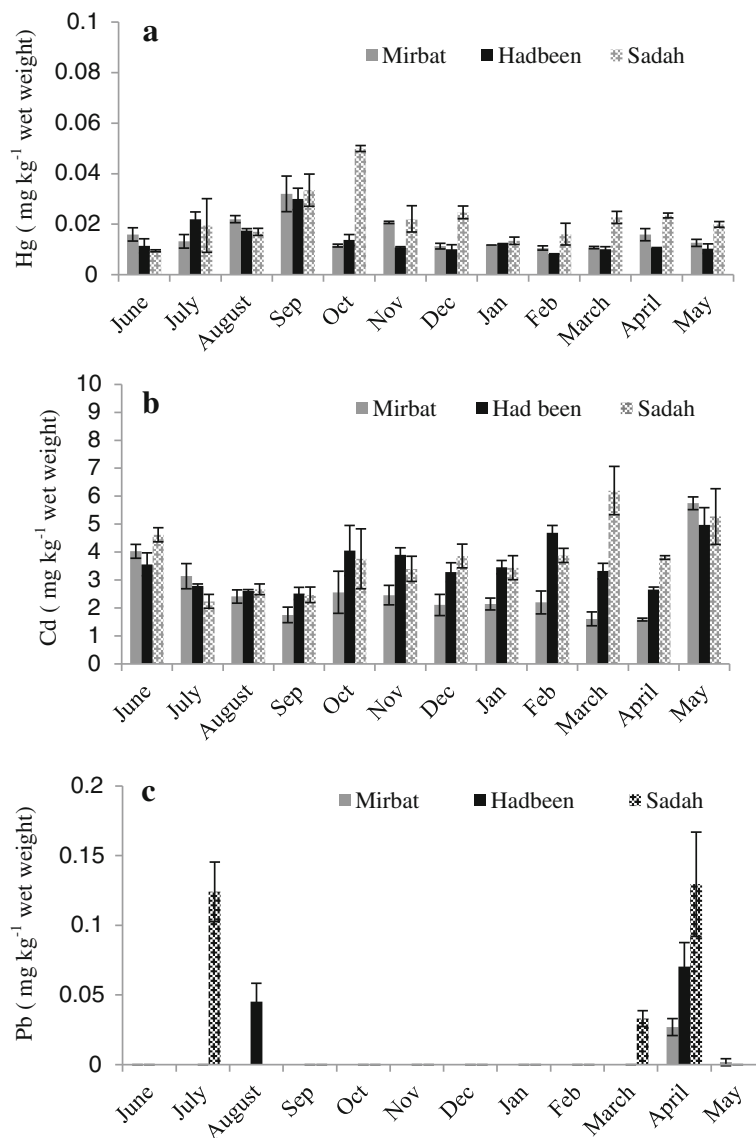 a
Mirbat Hadbeen Sadah
Hg ( mg kg-1 wet weight)
0.1
0.08
0.06
0.04
0.02
0
June July August Sep Oct Nov Dec Jan Feb March April May
b
Mirbat Had been Sadah
Cd ( mg kg-1 wet weight)
10
9
8
7
6
5
4
3
2
1
0
June July August Sep Oct Nov Dec Jan Feb March April May
c
Mirbat Hadbeen Sadah
Pb ( mg kg-1 wet weight)
0.2
0.15
0.1
0.05
0
June July August Sep Oct Nov Dec Jan Feb March April May